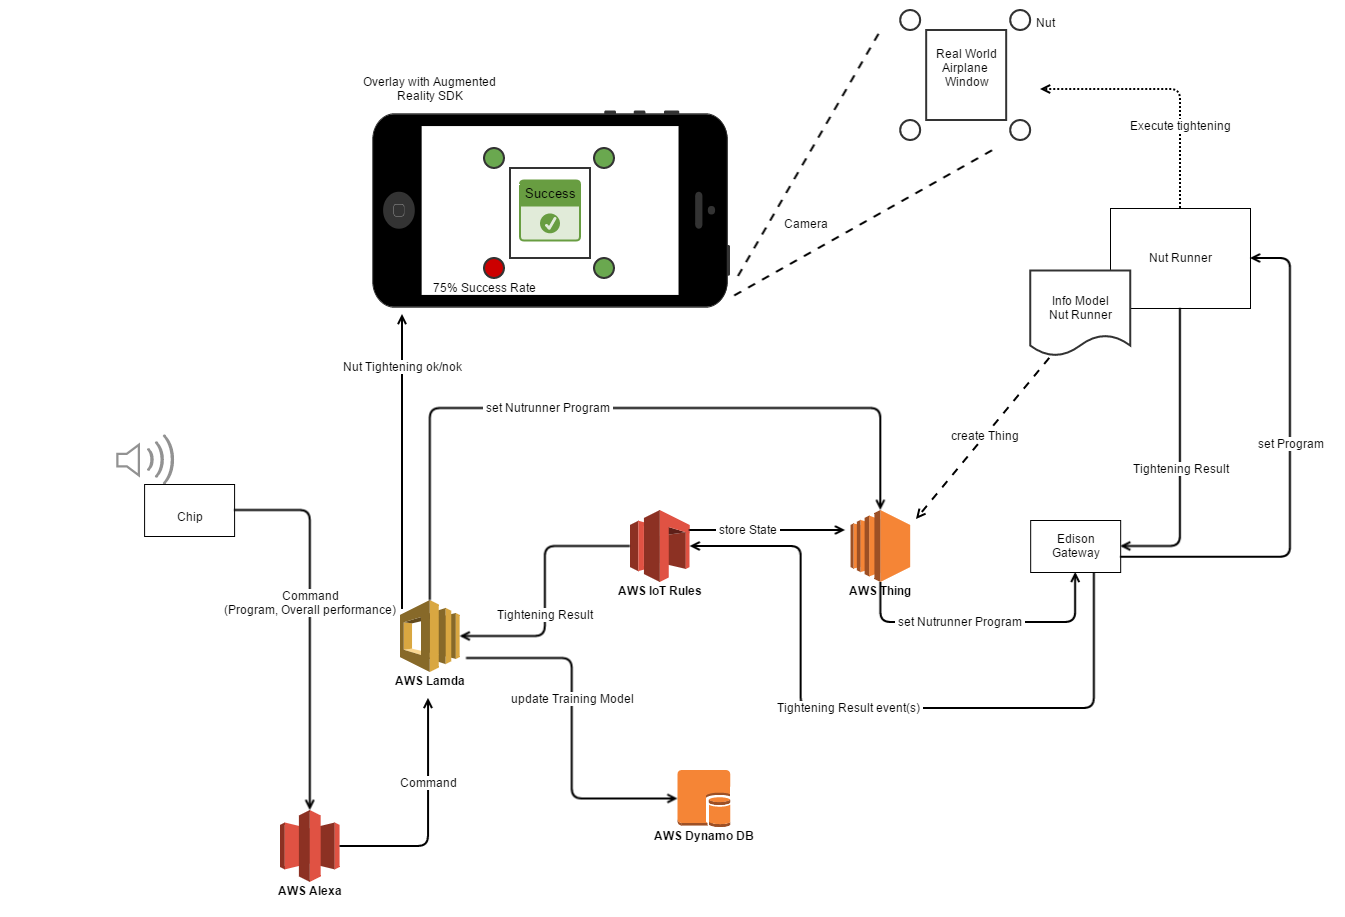 Nut
Real World
Airplane
Window
Overlay with Augmented
Reality SDK
Execute tightening
Success
Camera
Nut Runner
75% Success Rate
Info Model
Nut Runner
Nut Tightening ok/nok
set Nutrunner Program
create Thing
set Program
Tightening Result
Chip
store State
Edison
Gateway
AWS IoT Rules
AWS Thing
Command
(Program, Overall performance)
Tightening Result
set Nutrunner Program
AWS Lamda
update Training Model
Tightening Result event(s)
Command
AWS Dynamo DB
AWS Alexa